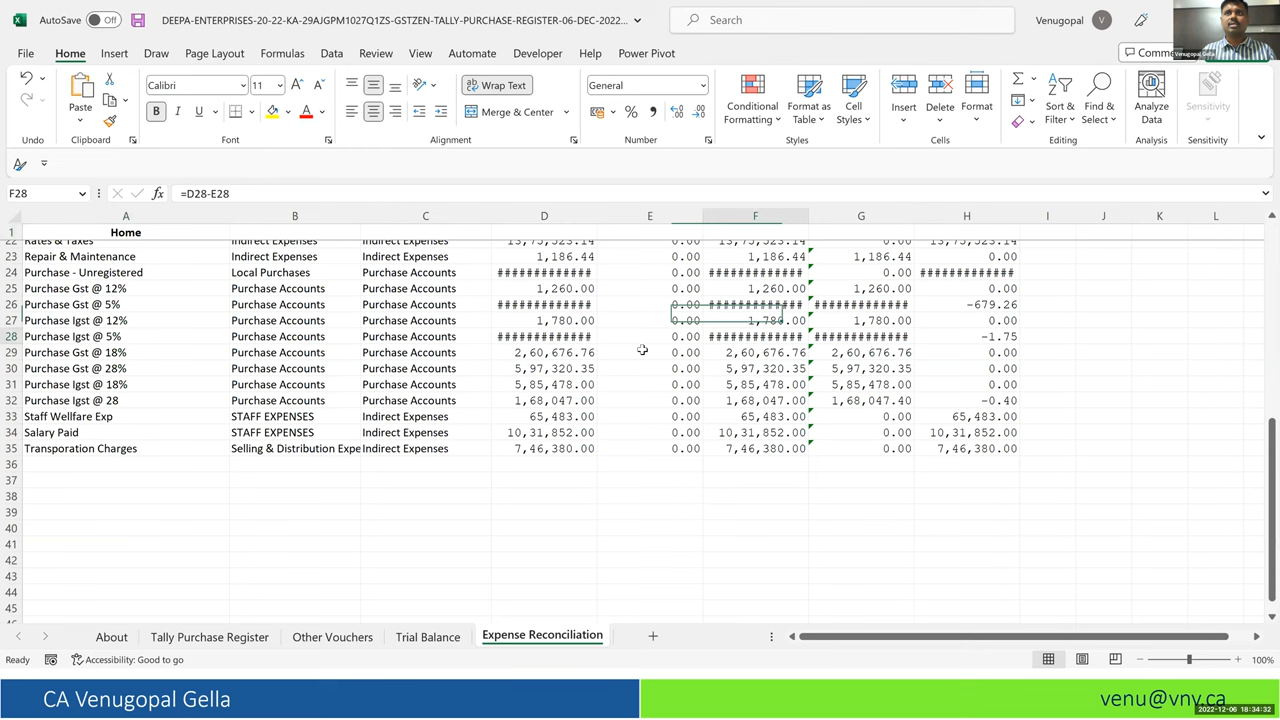 AutoSave Off DEEPA-ENTERPRISES-20-22-KA-29AJGPM1027Q1ZS-GSTZEN-TALLY-PURCHASE-REGISTER-06-DEC-2022... Search Venugopal V
Venugopal Gella
File Home Insert Draw Page Layout Formulas Data Review View Automate Developer Help Power Pivot Comme
Paste Calibri 11 A A Wrap Text General Conditional Formatting Format as Table Cell Styles Insert Delete Format Sort & Filter Find & Select Analyze Data Sensitivity
B I U A Merge & Center %
Undo Clipboard Font Alignment Number Styles Cells Editing Analysis Sensitivity
F28 fx =D28-E28
A B C D E F G H I J K L
1 Home
22 Rates & Taxes Indirect Expenses Indirect Expenses 13,75,523.14 0.00 13,75,523.14 0.00 13,75,523.14
23 Repair & Maintenance Indirect Expenses Indirect Expenses 1,186.44 0.00 1,186.44 1,186.44 0.00
24 Purchase - Unregistered Local Purchases Purchase Accounts ############# 0.00 ############# 0.00 #############
25 Purchase Gst @ 12% Purchase Accounts Purchase Accounts 1,260.00 0.00 1,260.00 1,260.00 0.00
26 Purchase Gst @ 5% Purchase Accounts Purchase Accounts ############# 0.00 ############# ############# -679.26
27 Purchase Igst @ 12% Purchase Accounts Purchase Accounts 1,780.00 0.00 1,780.00 1,780.00 0.00
28 Purchase Igst @ 5% Purchase Accounts Purchase Accounts ############# 0.00 ############# ############# -1.75
29 Purchase Gst @ 18% Purchase Accounts Purchase Accounts 2,60,676.76 0.00 2,60,676.76 2,60,676.76 0.00
30 Purchase Gst @ 28% Purchase Accounts Purchase Accounts 5,97,320.35 0.00 5,97,320.35 5,97,320.35 0.00
31 Purchase Igst @ 18% Purchase Accounts Purchase Accounts 5,85,478.00 0.00 5,85,478.00 5,85,478.00 0.00
32 Purchase Igst @ 28 Purchase Accounts Purchase Accounts 1,68,047.00 0.00 1,68,047.00 1,68,047.40 -0.40
33 Staff Wellfare Exp STAFF EXPENSES Indirect Expenses 65,483.00 0.00 65,483.00 0.00 65,483.00
34 Salary Paid STAFF EXPENSES Indirect Expenses 10,31,852.00 0.00 10,31,852.00 0.00 10,31,852.00
35 Transporation Charges Selling & Distribution Expe Indirect Expenses 7,46,380.00 0.00 7,46,380.00 0.00 7,46,380.00
36
37
38
39
40
41
42
43
44
45
About Tally Purchase Register Other Vouchers Trial Balance Expense Reconciliation
Ready Accessibility: Good to go 100%
CA Venugopal Gella venu@vny.ca
2022-12-06 18:34:32